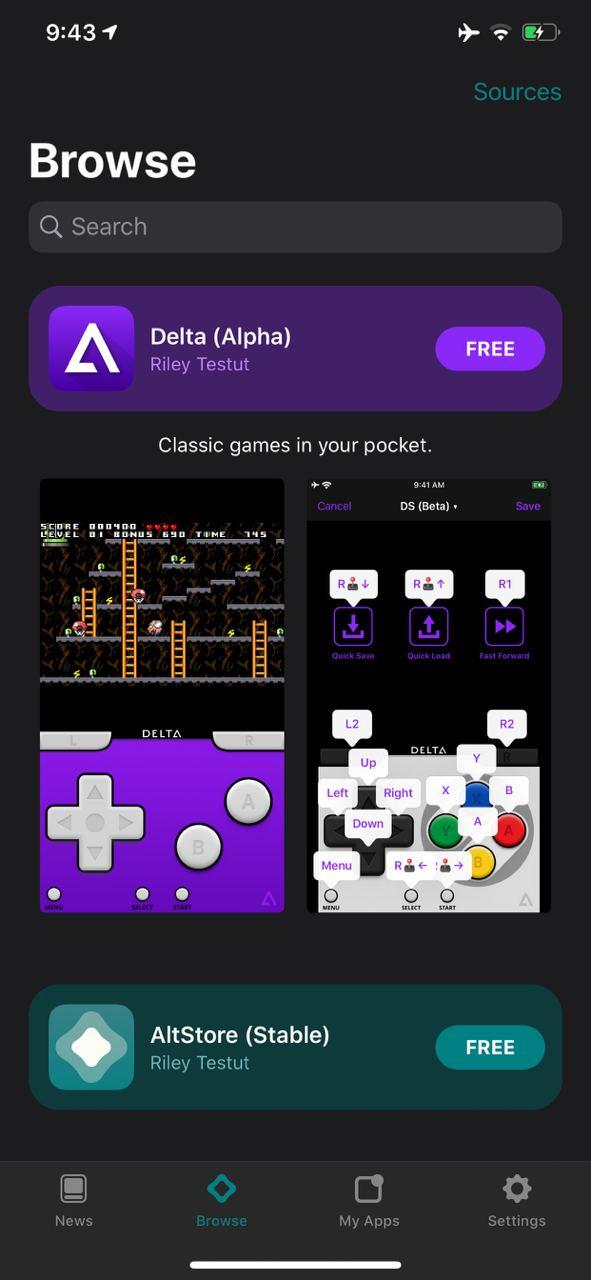 9:43
Sources
Browse
Search
Delta (Alpha)
Riley Testut
FREE
Classic games in your pocket.
SCORE 000400
LEVEL 01 BONUS 690 TIME 745
L
DELTA
R
A
B
MENU
SELECT
START
9:41 AM
Cancel
DS (Beta)
Save
R ↓
R ↑
R1
Quick Save
Quick Load
Fast Forward
L2
R2
DELTA
R
Up
Y
Left
Right
X
X
B
Down
Y
A
A
Menu
R ←
→
B
MENU
SELECT
START
AltStore (Stable)
Riley Testut
FREE
News
Browse
My Apps
Settings